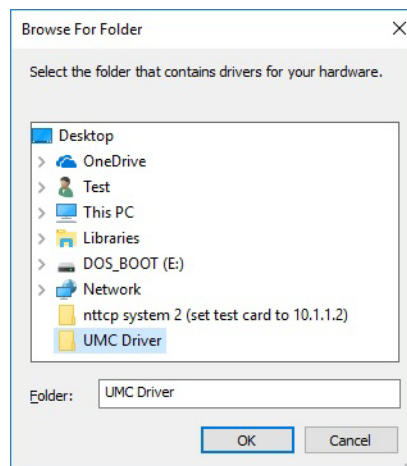 Browse For Folder
Select the folder that contains drivers for your hardware.
Desktop
OneDrive
Test
This PC
Libraries
DOS_BOOT (E:)
Network
nttcp system 2 (set test card to 10.1.1.2)
UMC Driver
Folder: UMC Driver
OK Cancel